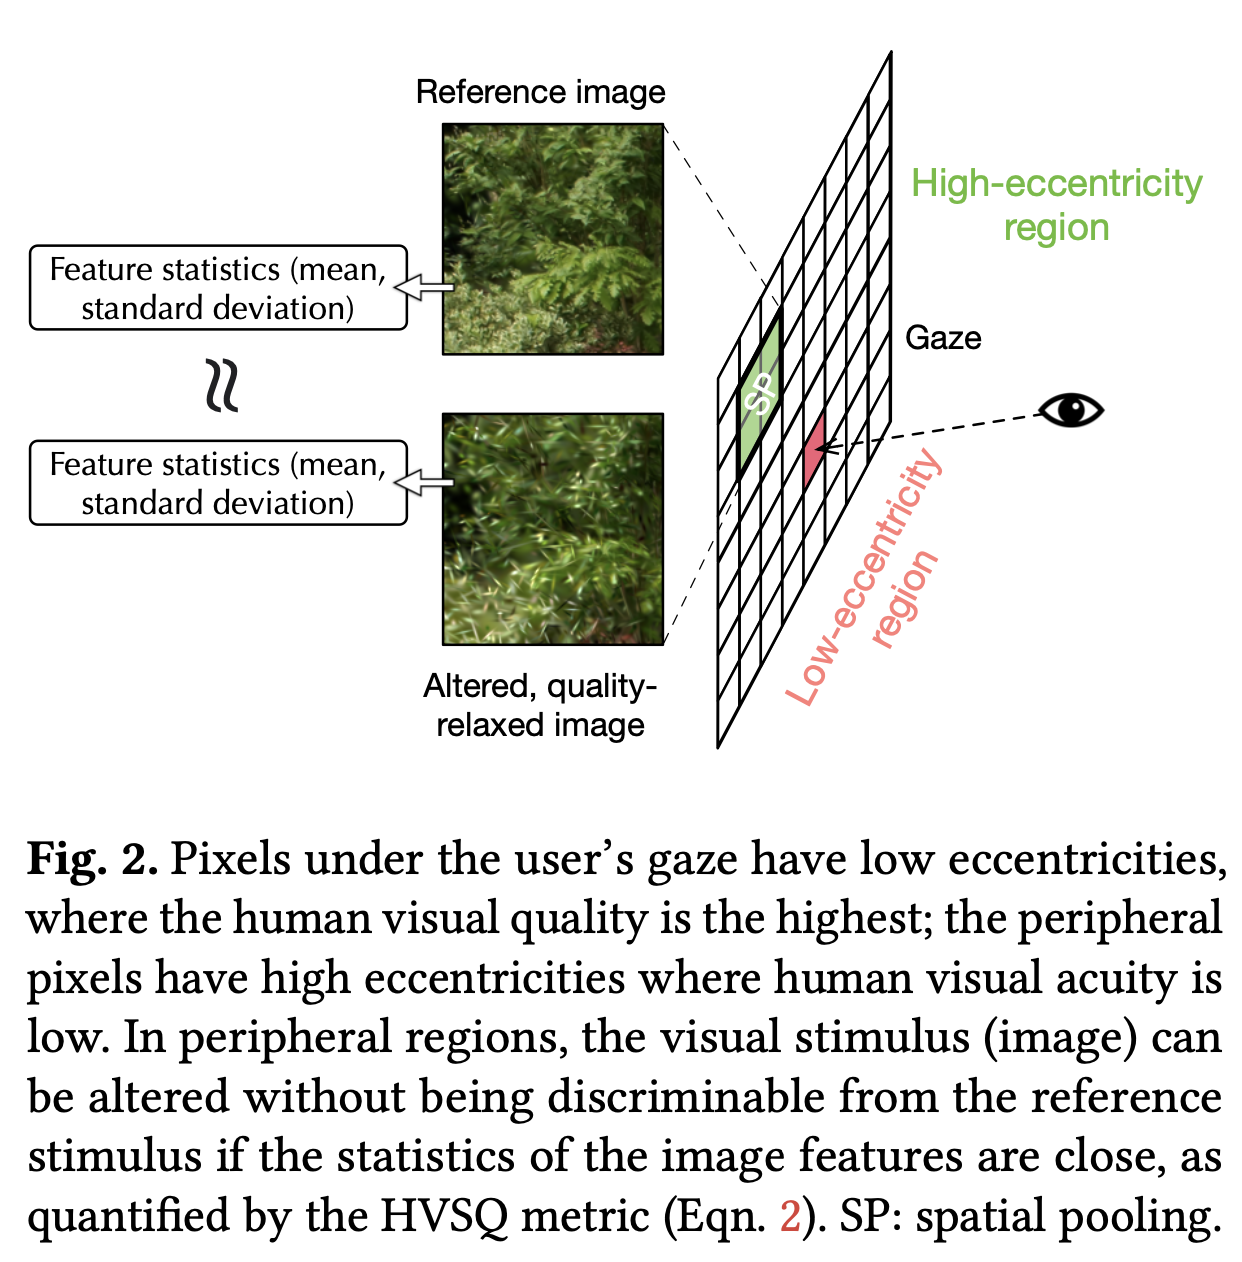 Reference image
High-eccentricity
region
Feature statistics (mean,
standard deviation)
≈
SP
Gaze
Feature statistics (mean,
standard deviation)
Low-eccentricity
region
Altered, quality-
relaxed image
Fig. 2. Pixels under the user’s gaze have low eccentricities,
where the human visual quality is the highest; the peripheral
pixels have high eccentricities where human visual acuity is
low. In peripheral regions, the visual stimulus (image) can
be altered without being discriminable from the reference
stimulus if the statistics of the image features are close, as
quantified by the HVSQ metric (Eqn. 2). SP: spatial pooling.